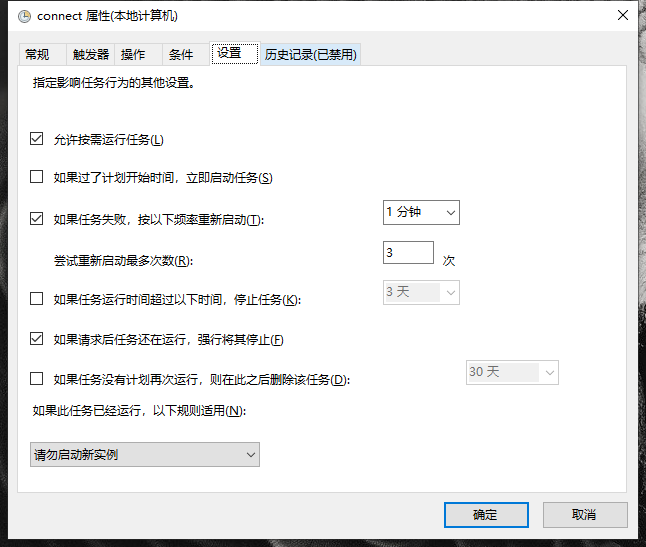 connect 属性(本地计算机)
常规 触发器 操作 条件 设置 历史记录(已禁用)
指定影响任务行为的其他设置。
允许按需运行任务(L)
如果过了计划开始时间，立即启动任务(S)
如果任务失败，按以下频率重新启动(T): 1 分钟
尝试重新启动最多次数(R): 3 次
如果任务运行时间超过以下时间，停止任务(K): 3 天
如果请求后任务还在运行，强行将其停止(F)
如果任务没有计划再次运行，则在此之后删除该任务(D): 30 天
如果此任务已经运行，以下规则适用(N):
请勿启动新实例
确定 取消